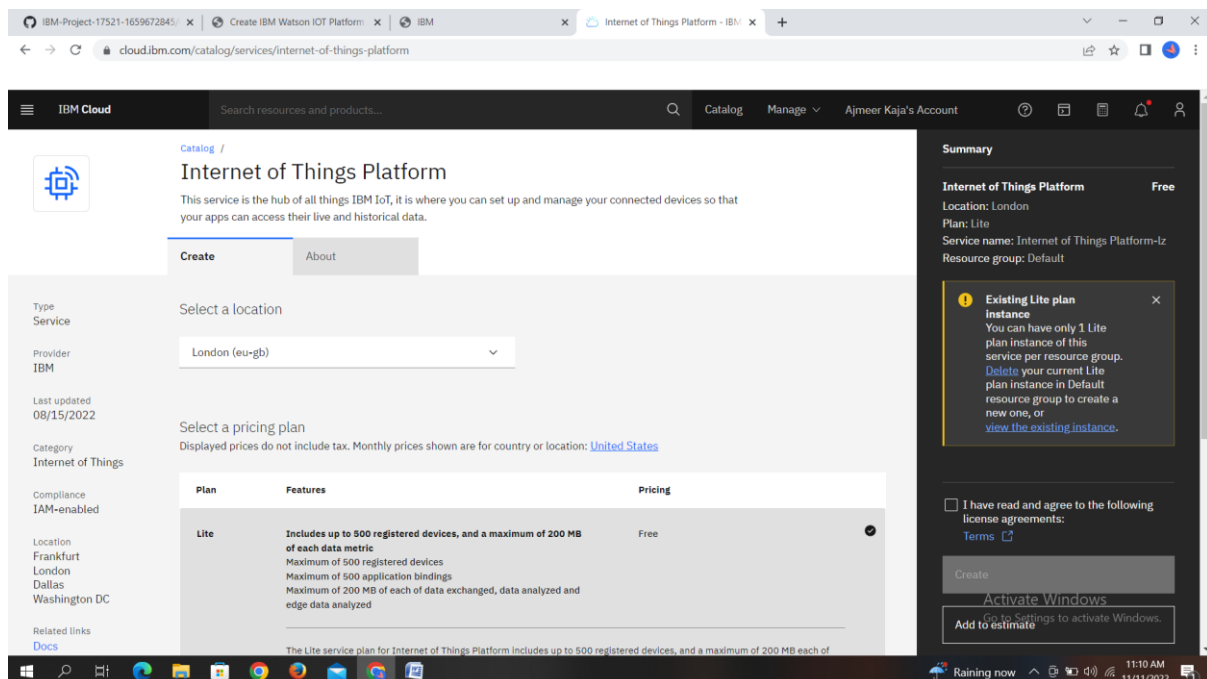 IBM-Project-17521-1659672845/
Create IBM Watson IOT Platform
IBM
Internet of Things Platform - IBM
cloud.ibm.com/catalog/services/internet-of-things-platform
IBM Cloud
Search resources and products...
Catalog
Manage
Ajmeer Kaja's Account
Catalog /
Internet of Things Platform
This service is the hub of all things IBM IoT, it is where you can set up and manage your connected devices so that
your apps can access their live and historical data.
Create
About
Type
Service
Provider
IBM
Last updated
08/15/2022
Category
Internet of Things
Compliance
IAM-enabled
Location
Frankfurt
London
Dallas
Washington DC
Related links
Docs
Select a location
London (eu-gb)
Select a pricing plan
Displayed prices do not include tax. Monthly prices shown are for country or location: United States
Plan Features Pricing
Lite
Includes up to 500 registered devices, and a maximum of 200 MB
of each data metric
Maximum of 500 registered devices
Maximum of 500 application bindings
Maximum of 200 MB of each of data exchanged, data analyzed and
edge data analyzed
Free
The Lite service plan for Internet of Things Platform includes up to 500 registered devices, and a maximum of 200 MB each of
Summary
Internet of Things Platform Free
Location: London
Plan: Lite
Service name: Internet of Things Platform-lz
Resource group: Default
Existing Lite plan
instance
You can have only 1 Lite
plan instance of this
service per resource group.
Delete your current Lite
plan instance in Default
resource group to create a
new one, or
view the existing instance.
I have read and agree to the following
license agreements:
Terms
Create
Activate Windows
Go to Settings to activate Windows.
Add to estimate
Raining now
11:10 AM
11/11/2022